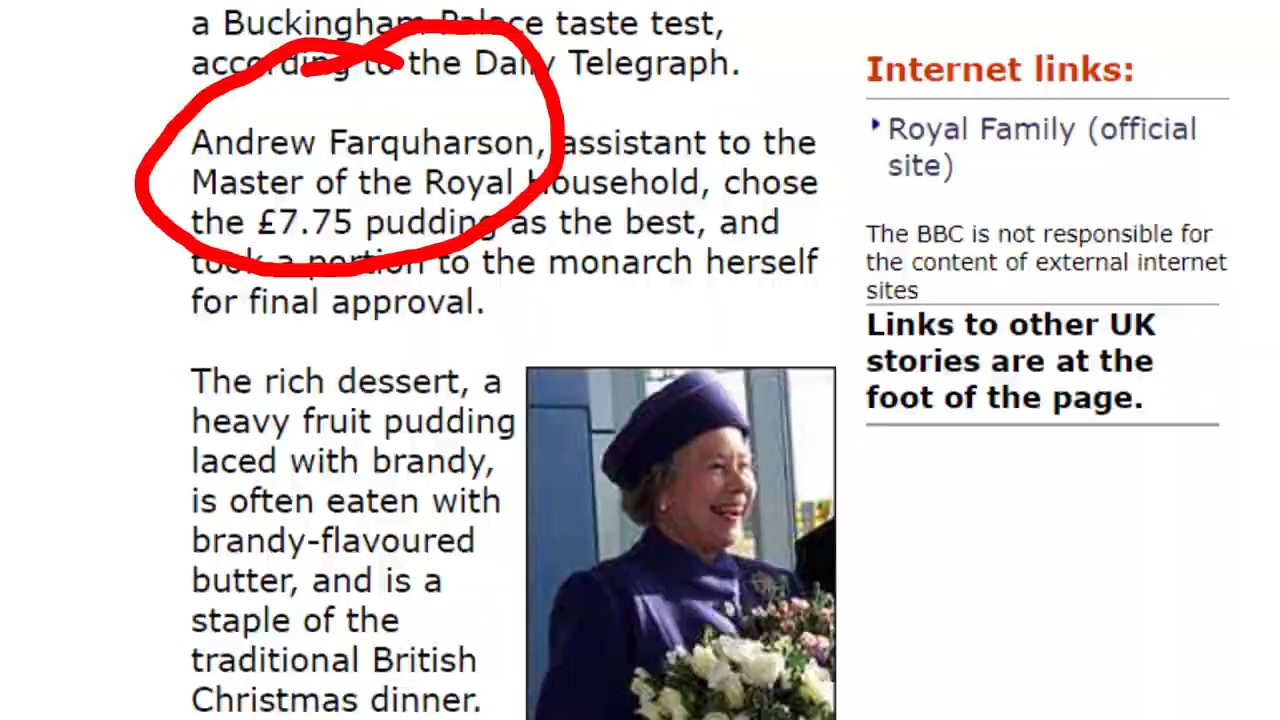 a Buckingham Palace taste test,
according to the Daily Telegraph.
Andrew Farquharson, assistant to the
Master of the Royal Household, chose
the £7.75 pudding as the best, and
took a portion to the monarch herself
for final approval.
The rich dessert, a
heavy fruit pudding
laced with brandy,
is often eaten with
brandy-flavoured
butter, and is a
staple of the
traditional British
Christmas dinner.
Internet links:
Royal Family (official
site)
The BBC is not responsible for
the content of external internet
sites
Links to other UK
stories are at the
foot of the page.